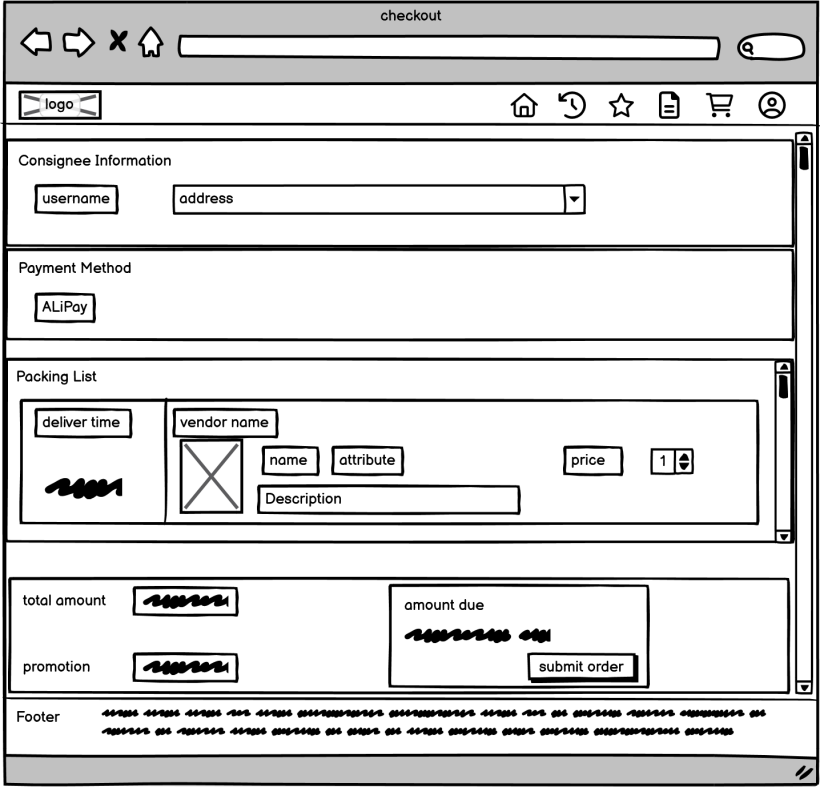 checkout
logo
Consignee Information
username
address
Payment Method
ALiPay
Packing List
deliver time
vendor name
name
attribute
price
1
Description
total amount
amount due
promotion
submit order
Footer